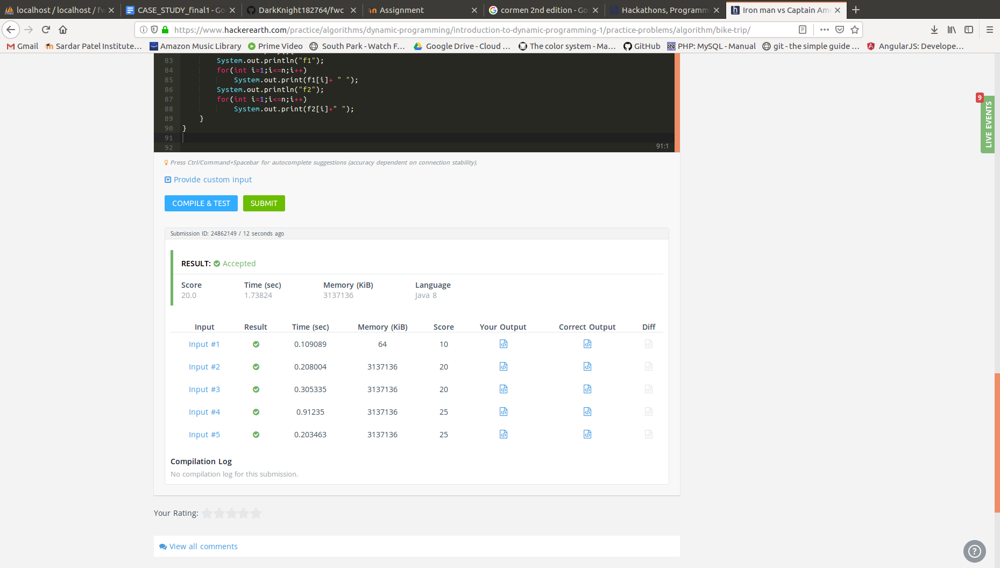 localhost / localhost / fw
CASE_STUDY_final1 - Go
DarkKnight182764/fwc
Assignment
cormen 2nd edition - Go
Hackathons, Programmi
Iron man vs Captain Am
https://www.hackerearth.com/practice/algorithms/dynamic-programming/introduction-to-dynamic-programming-1/practice-problems/algorithm/bike-trip/
Gmail
Sardar Patel Institute…
Amazon Music Library
Prime Video
South Park - Watch F…
Google Drive - Cloud …
The color system - Ma…
GitHub
PHP: MySQL - Manual
git - the simple guide …
AngularJS: Develope…
83 System.out.println("f1");
84 for(int i=1;i<=n;i++)
85 System.out.print(f1[i]+ " ");
86 System.out.println("f2");
87 for(int i=1;i<=n;i++)
88 System.out.print(f2[i]+" ");
89 }
90 }
91
92
91:1
9
LIVE EVENTS
Press Ctrl/Command+Spacebar for autocomplete suggestions (accuracy dependent on connection stability).
Provide custom input
COMPILE & TEST SUBMIT
Submission ID: 24862149 / 12 seconds ago
RESULT: Accepted
Score Time (sec) Memory (KiB) Language
20.0 1.73824 3137136 Java 8
Input Result Time (sec) Memory (KiB) Score Your Output Correct Output Diff
Input #1 0.109089 64 10
Input #2 0.208004 3137136 20
Input #3 0.305335 3137136 20
Input #4 0.91235 3137136 25
Input #5 0.203463 3137136 25
Compilation Log
No compilation log for this submission.
Your Rating:
View all comments
?